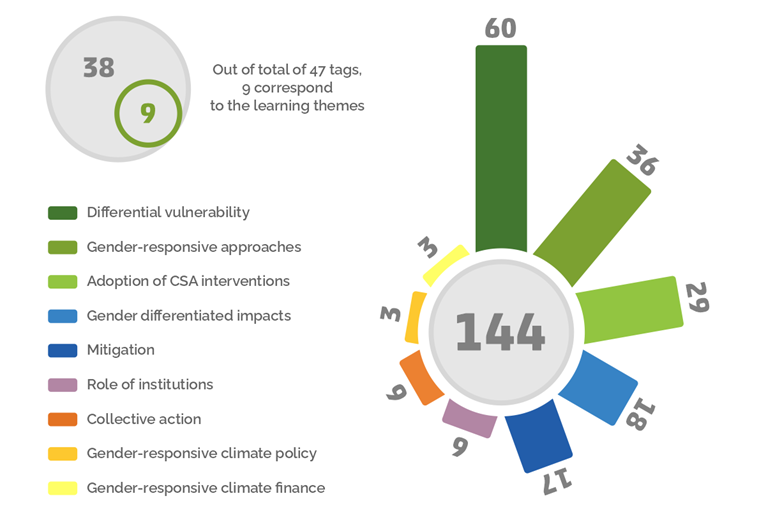 38
9
Out of total of 47 tags,
9 correspond
to the learning themes
Differential vulnerability
Gender-responsive approaches
Adoption of CSA interventions
Gender differentiated impacts
Mitigation
Role of institutions
Collective action
Gender-responsive climate policy
Gender-responsive climate finance
60
36
29
18
17
6
6
3
3
144